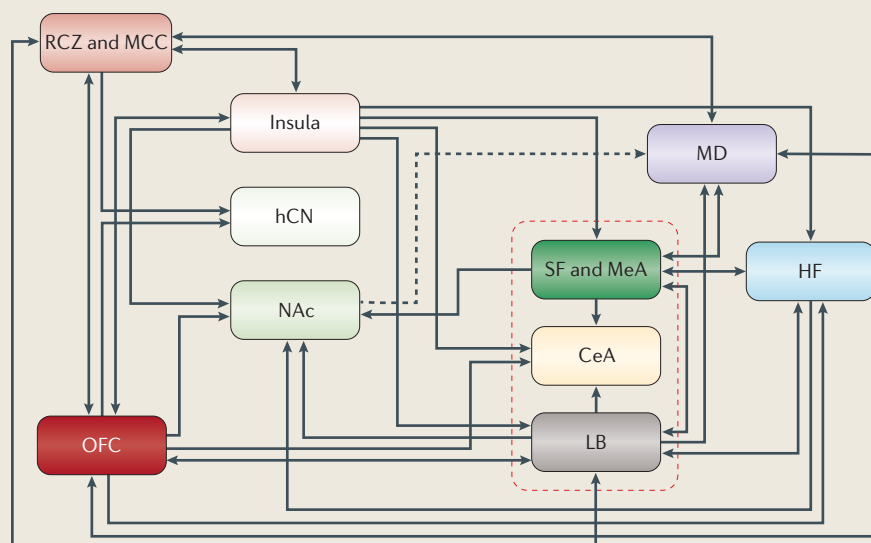 RCZ and MCC
Insula
MD
hCN
SF and MeA
HF
NAc
CeA
OFC
LB